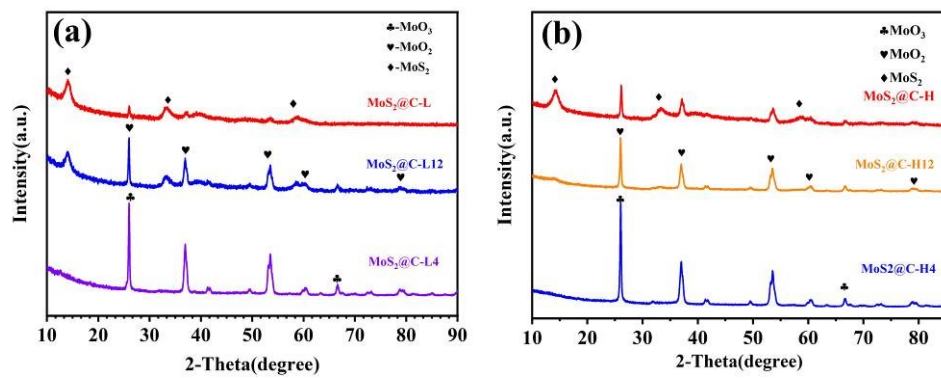 (a)
♣-MoO₃
♥-MoO₂
♦-MoS₂
MoS₂@C-L
MoS₂@C-L12
MoS₂@C-L4
Intensity(a.u.)
10 20 30 40 50 60 70 80 90
2-Theta(degree)
(b)
♣MoO₃
♥MoO₂
♦MoS₂
MoS₂@C-H
MoS₂@C-H12
MoS2@C-H4
Intensity(a.u.)
10 20 30 40 50 60 70 80
2-Theta(degree)